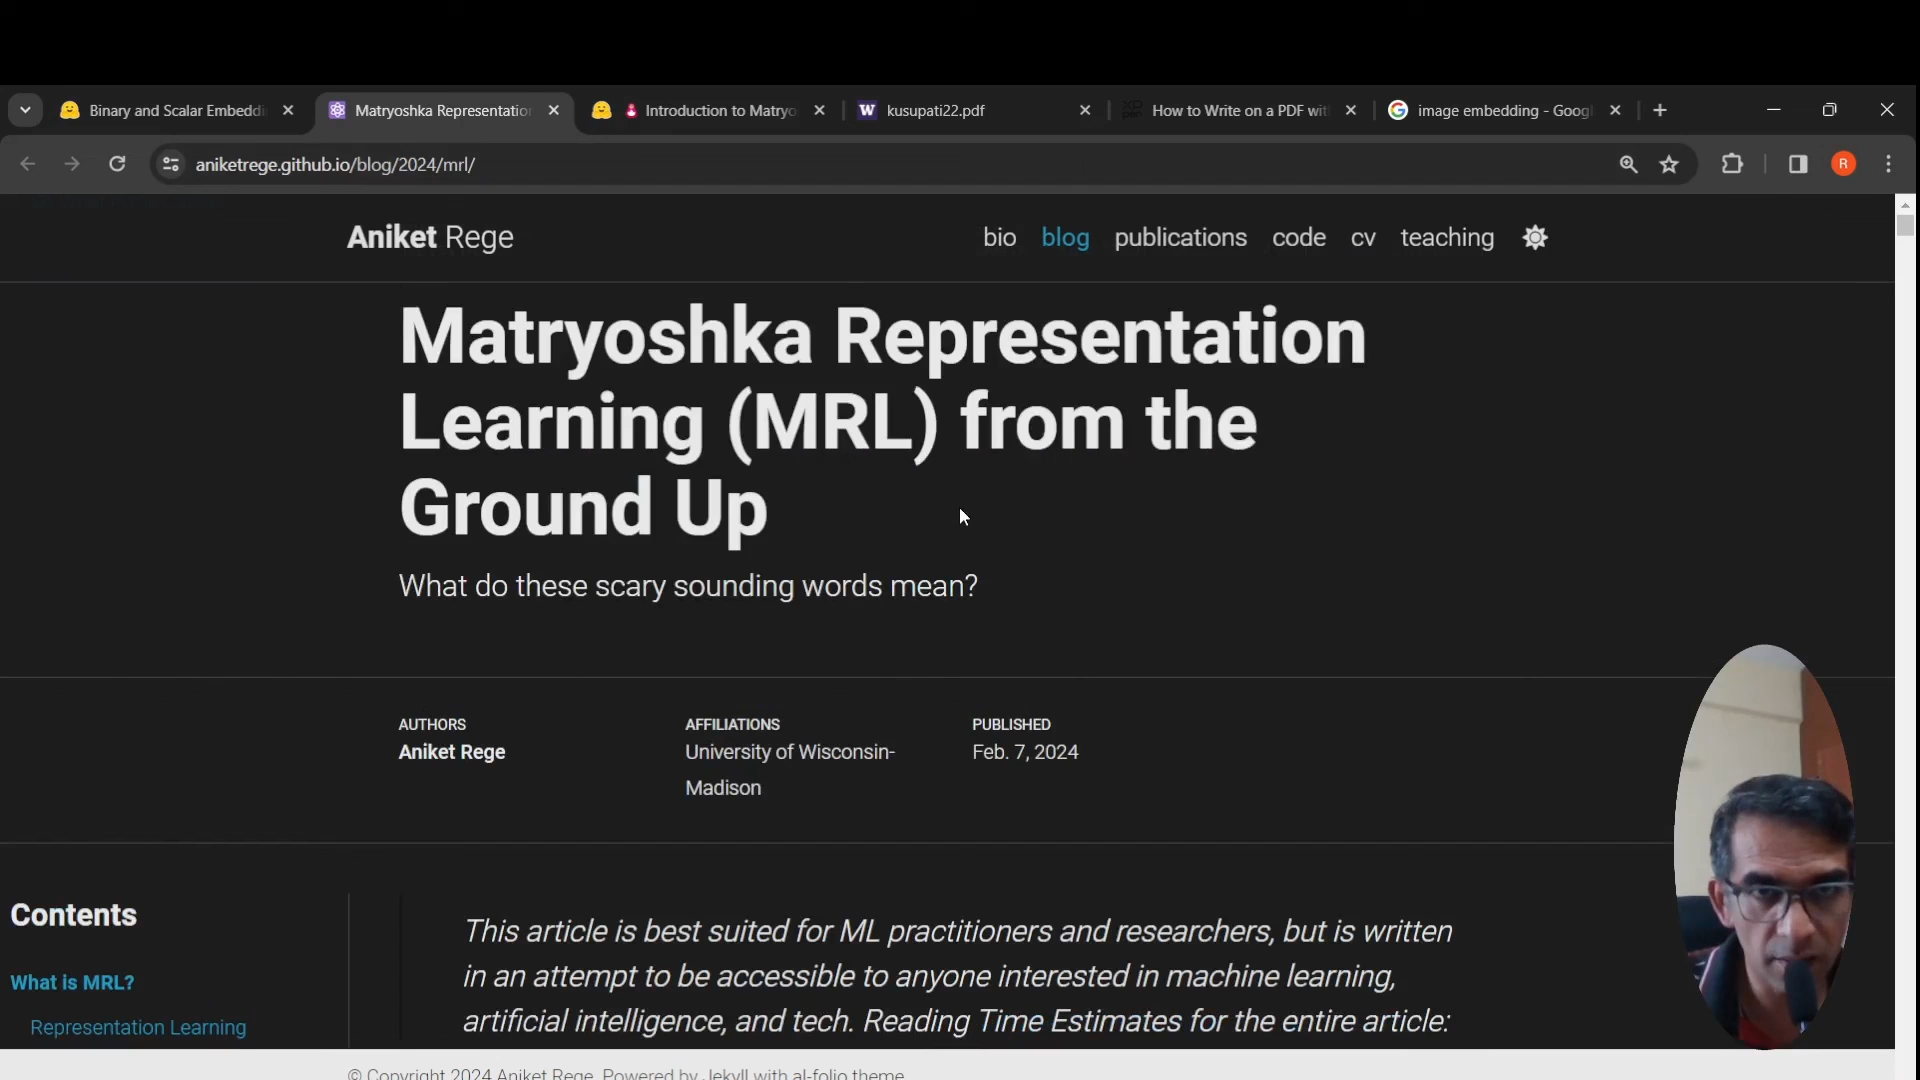 Binary and Scalar Embeddi
Matryoshka Representation
Introduction to Matryo
W kusupati22.pdf
How to Write on a PDF wit
image embedding - Googl
aniketrege.github.io/blog/2024/mrl/
R
Aniket Rege
bio blog publications code cv teaching
Matryoshka Representation
Learning (MRL) from the
Ground Up
What do these scary sounding words mean?
AUTHORS
Aniket Rege
AFFILIATIONS
University of Wisconsin-
Madison
PUBLISHED
Feb. 7, 2024
Contents
What is MRL?
Representation Learning
This article is best suited for ML practitioners and researchers, but is written
in an attempt to be accessible to anyone interested in machine learning,
artificial intelligence, and tech. Reading Time Estimates for the entire article:
© Copyright 2024 Aniket Rege. Powered by Jekyll with al-folio theme